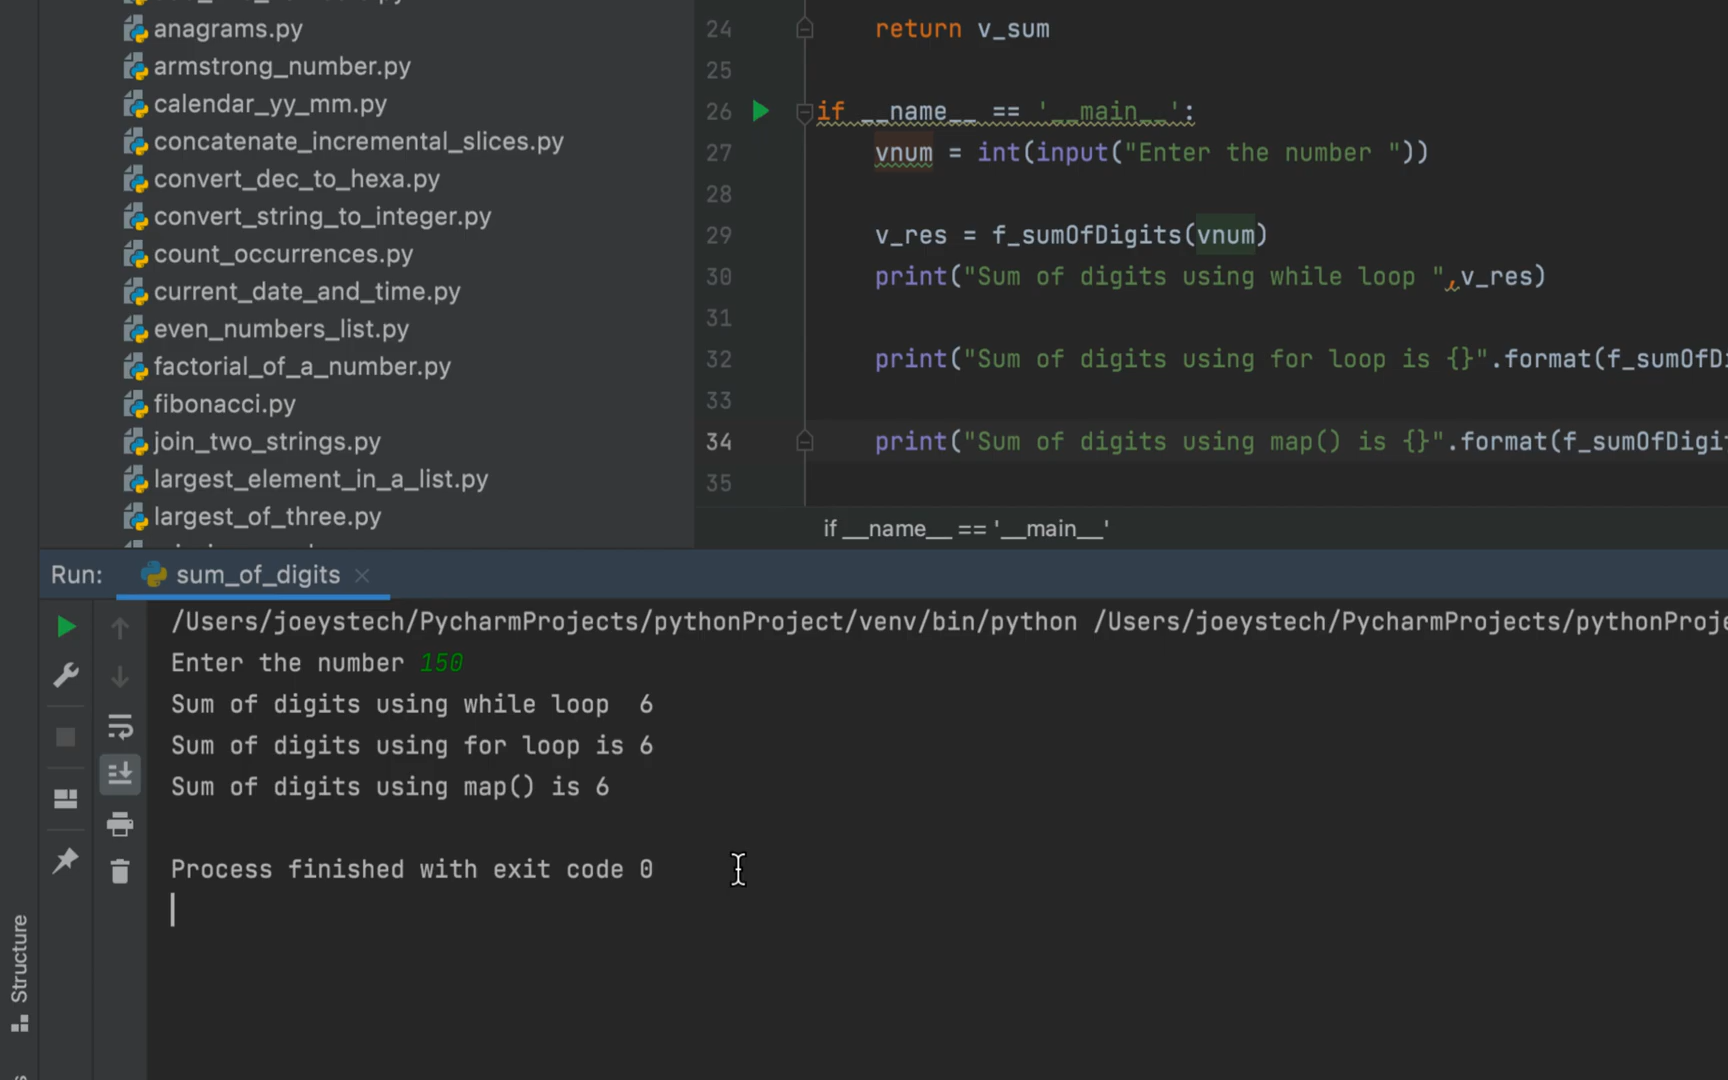 anagrams.py
armstrong_number.py
calendar_yy_mm.py
concatenate_incremental_slices.py
convert_dec_to_hexa.py
convert_string_to_integer.py
count_occurrences.py
current_date_and_time.py
even_numbers_list.py
factorial_of_a_number.py
fibonacci.py
join_two_strings.py
largest_element_in_a_list.py
largest_of_three.py
24 return v_sum
25
26 if __name__ == '__main__':
27 vnum = int(input("Enter the number "))
28
29 v_res = f_sumOfDigits(vnum)
30 print("Sum of digits using while loop ",v_res)
31
32 print("Sum of digits using for loop is {}".format(f_sumOfDi
33
34 print("Sum of digits using map() is {}".format(f_sumOfDigi
35
if __name__ == '__main__'
Run: sum_of_digits
/Users/joeystech/PycharmProjects/pythonProject/venv/bin/python /Users/joeystech/PycharmProjects/pythonProje
Enter the number 150
Sum of digits using while loop  6
Sum of digits using for loop is 6
Sum of digits using map() is 6
Process finished with exit code 0
Structure